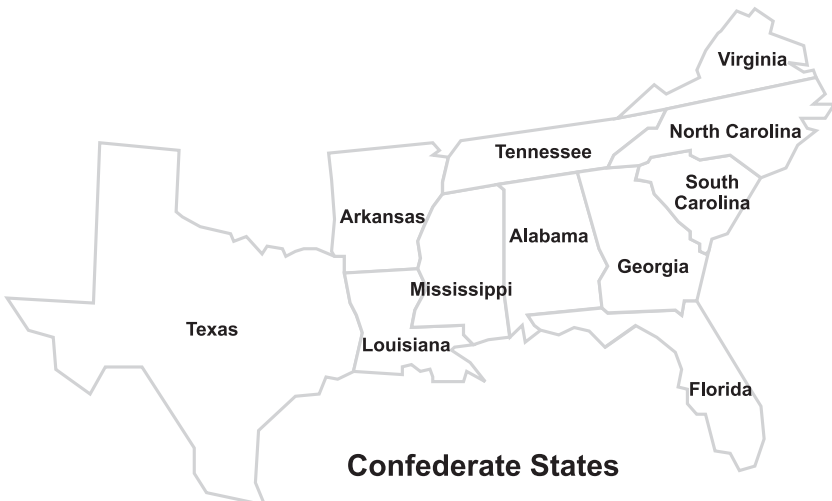 Virginia
North Carolina
Tennessee
South
Carolina
Arkansas
Alabama
Georgia
Mississippi
Texas
Louisiana
Florida
Confederate States